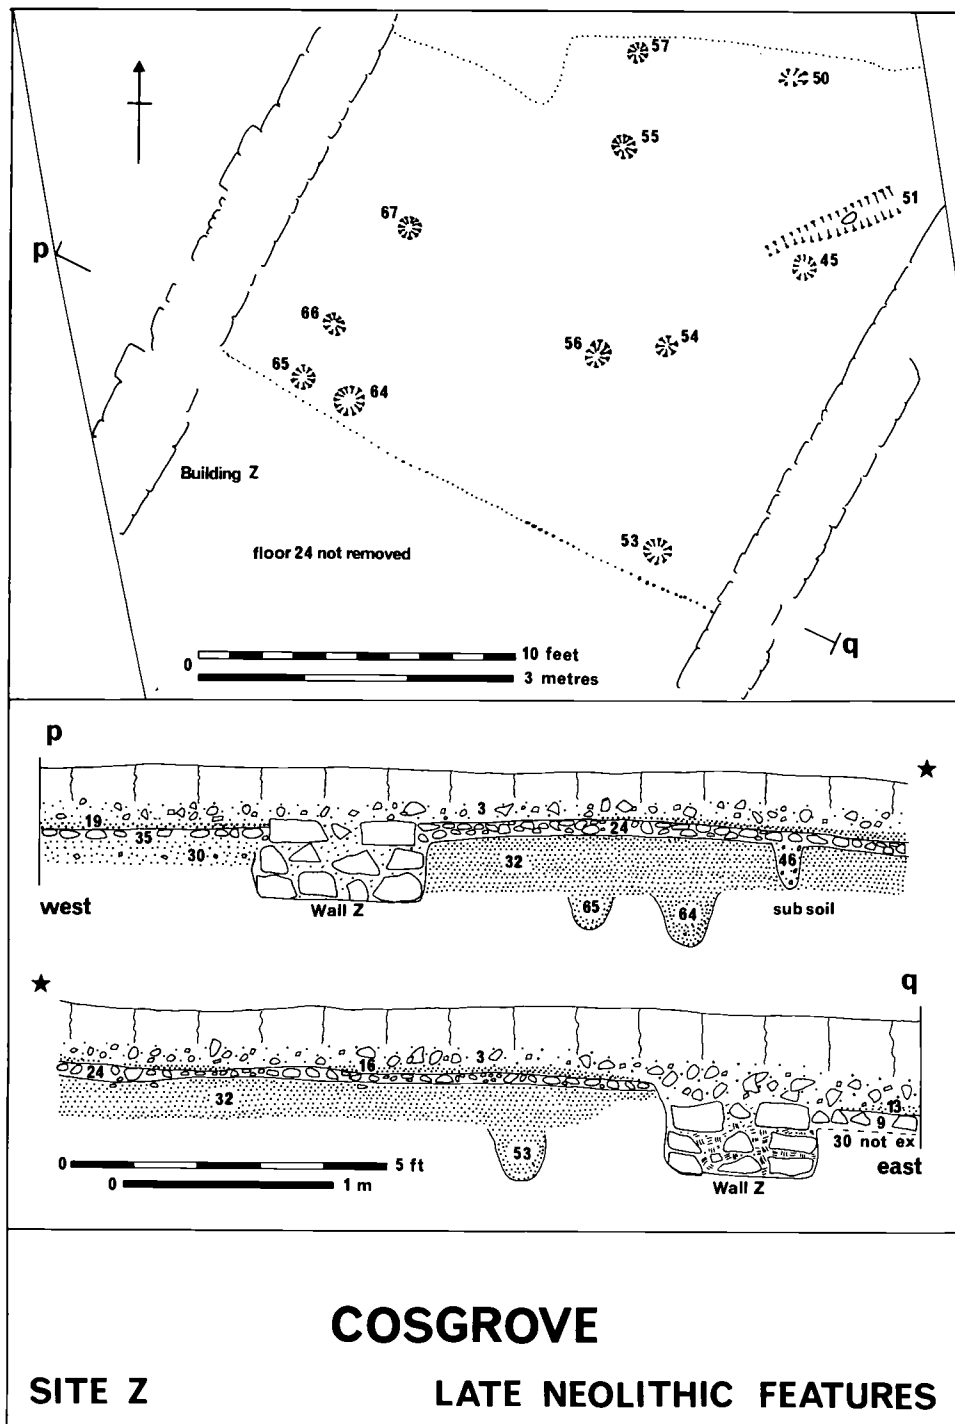 57
50
55
51
67
p
45
66
56
54
65
64
Building Z
53
floor 24 not removed
q
0
10 feet
3 metres
p
3
19
24
35
30
32
46
west
Wall Z
65
64
sub soil
q
3
16
24
32
13
9
30 not ex
53
0
5 ft
east
0
1 m
Wall Z
COSGROVE
SITE Z
LATE NEOLITHIC FEATURES